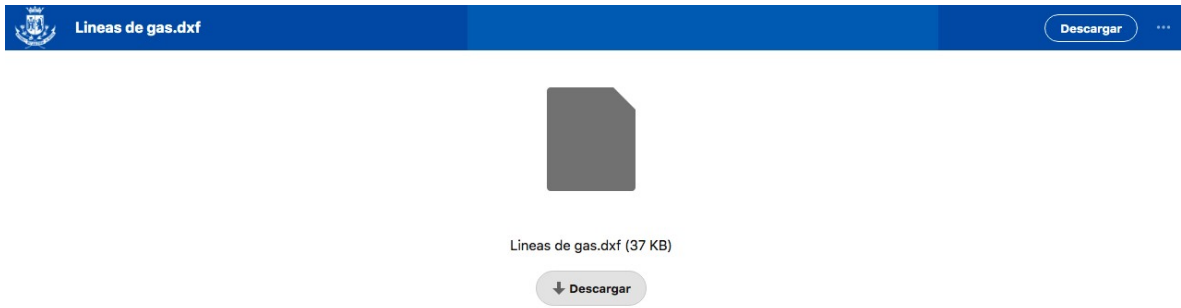 Lineas de gas.dxf
Descargar
Lineas de gas.dxf (37 KB)
Descargar